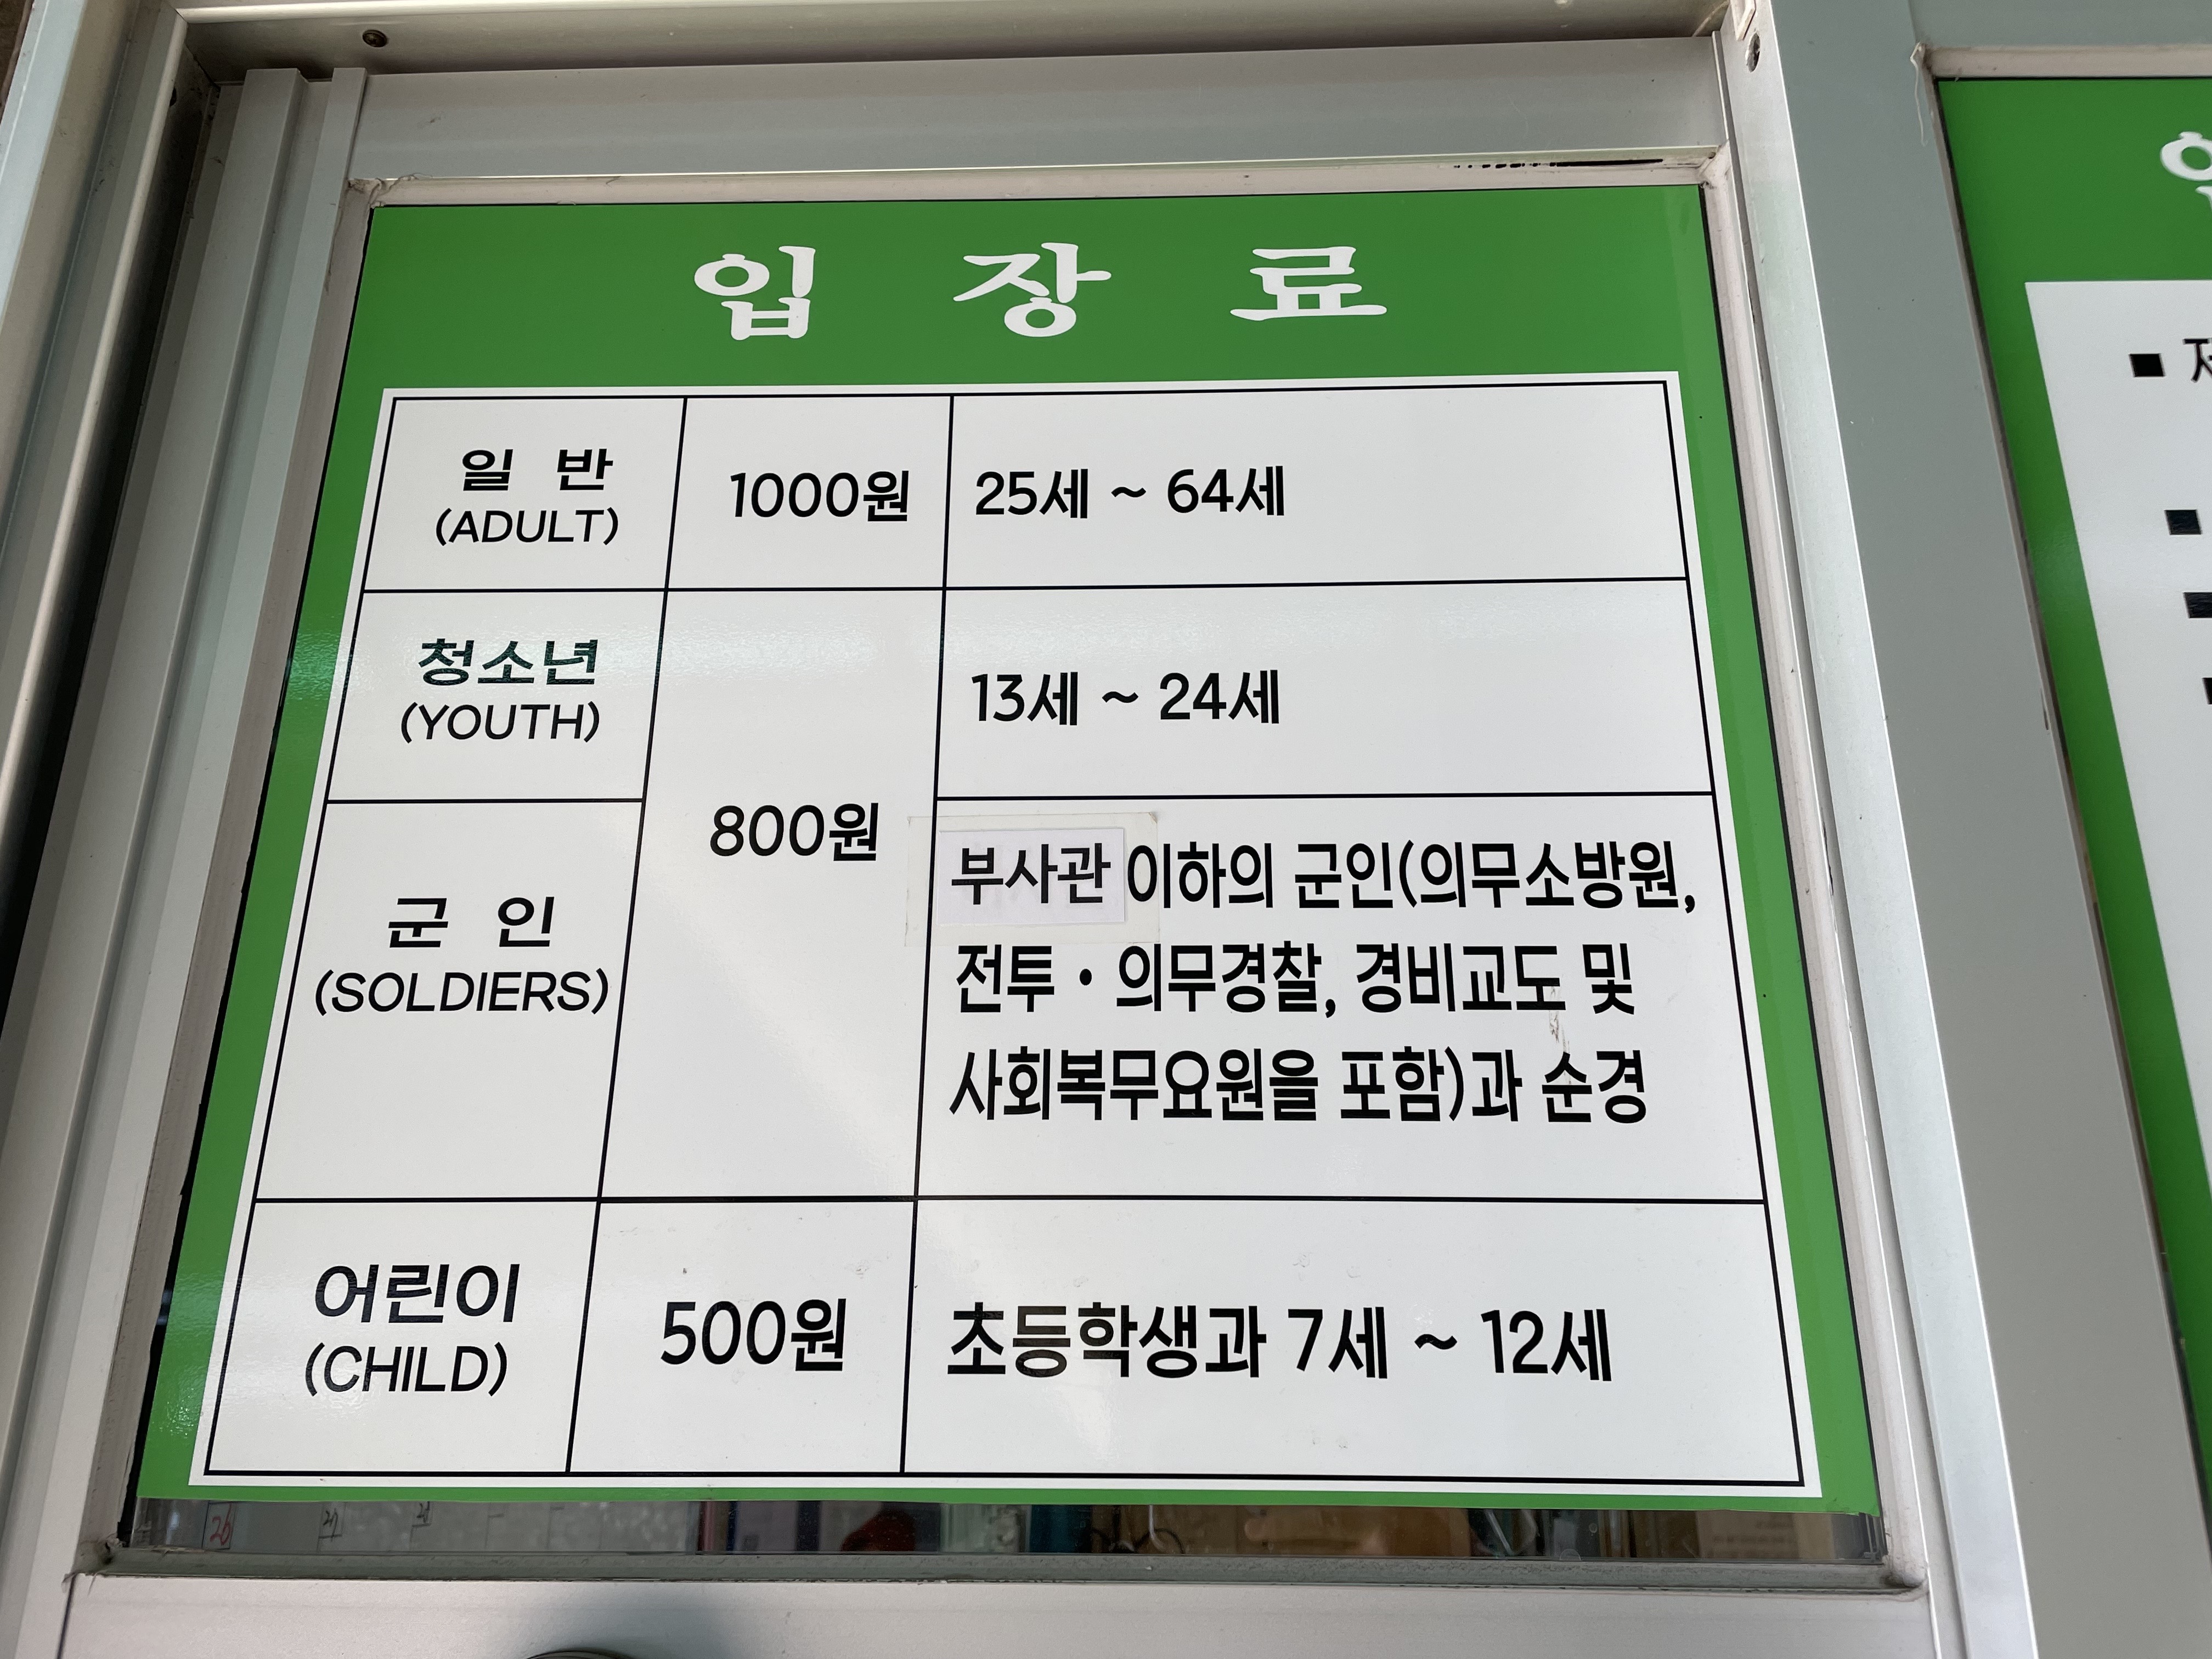 입 장 료
일 반
(ADULT)
1000원
25세 ~ 64세
청소년
(YOUTH)
800원
13세 ~ 24세
군 인
(SOLDIERS)
부사관 이하의 군인(의무소방원,
전투·의무경찰, 경비교도 및
사회복무요원을 포함)과 순경
어린이
(CHILD)
500원
초등학생과 7세 ~ 12세
26
27